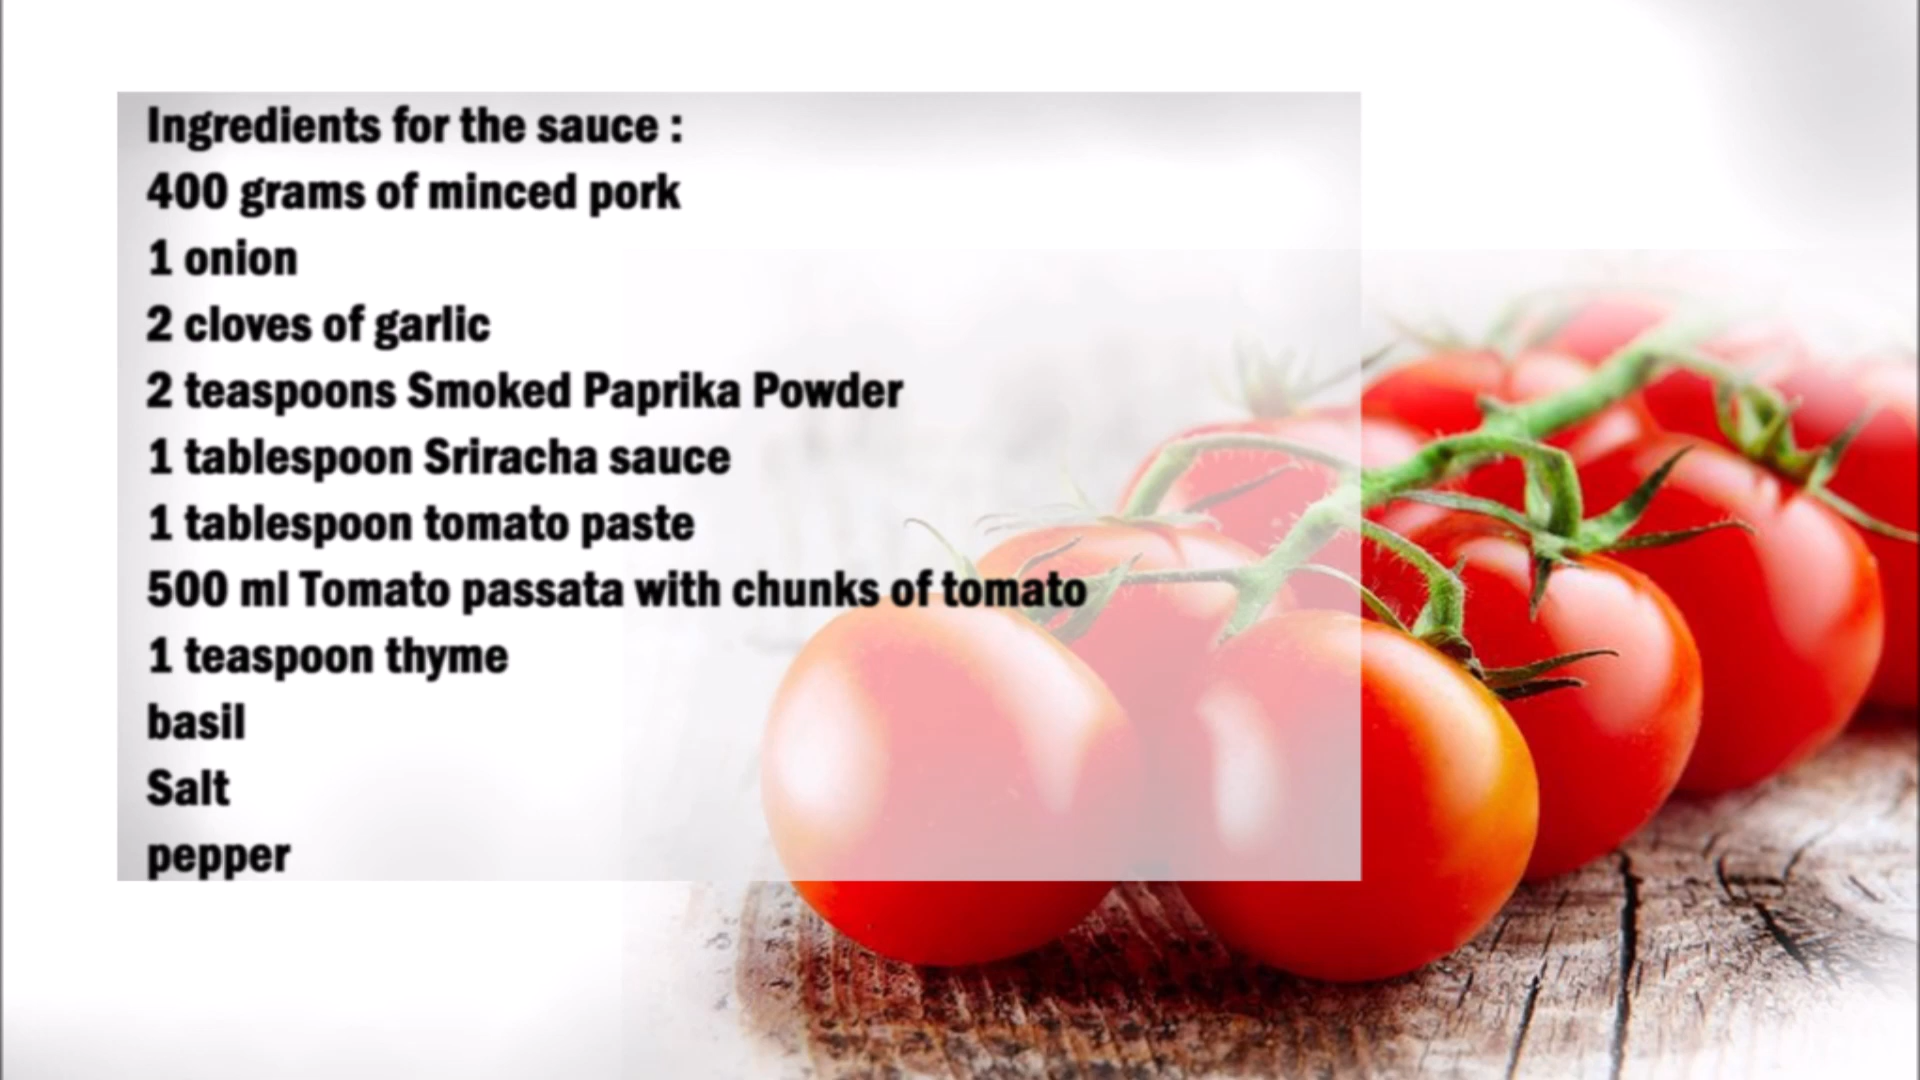 Ingredients for the sauce :
400 grams of minced pork
1 onion
2 cloves of garlic
2 teaspoons Smoked Paprika Powder
1 tablespoon Sriracha sauce
1 tablespoon tomato paste
500 ml Tomato passata with chunks of tomato
1 teaspoon thyme
basil
Salt
pepper